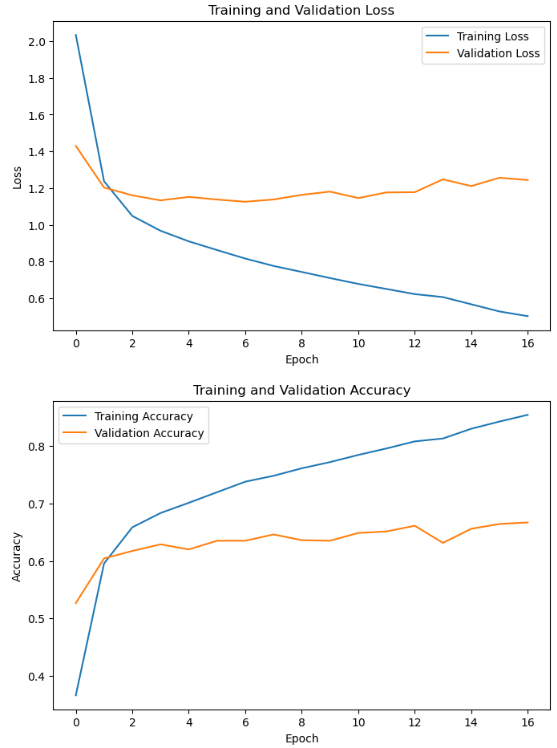 Training and Validation Loss
2.0
1.8
1.6
1.4
1.2
1.0
0.8
0.6
Loss
Training Loss
Validation Loss
0 2 4 6 8 10 12 14 16
Epoch
Training and Validation Accuracy
Training Accuracy
Validation Accuracy
0.8
0.7
0.6
0.5
0.4
Accuracy
0 2 4 6 8 10 12 14 16
Epoch